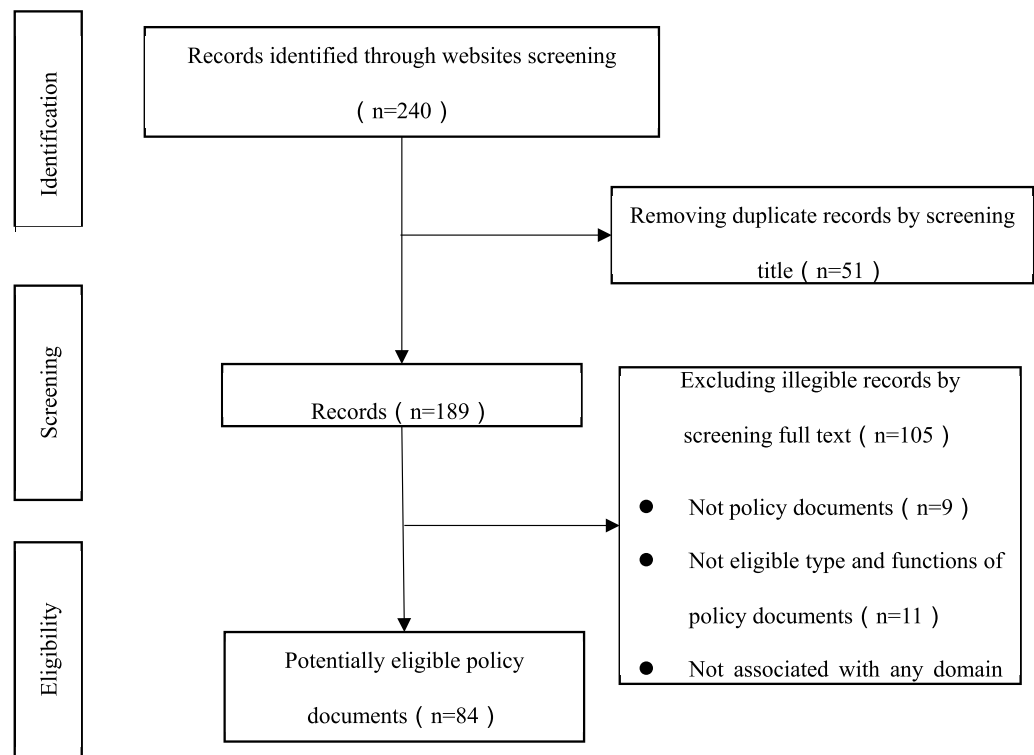 Identification
Records identified through websites screening
（n=240）
Removing duplicate records by screening
title（n=51）
Screening
Records（n=189）
Excluding illegible records by
screening full text（n=105）
● Not policy documents（n=9）
● Not eligible type and functions of
policy documents（n=11）
● Not associated with any domain
Eligibility
Potentially eligible policy
documents（n=84）